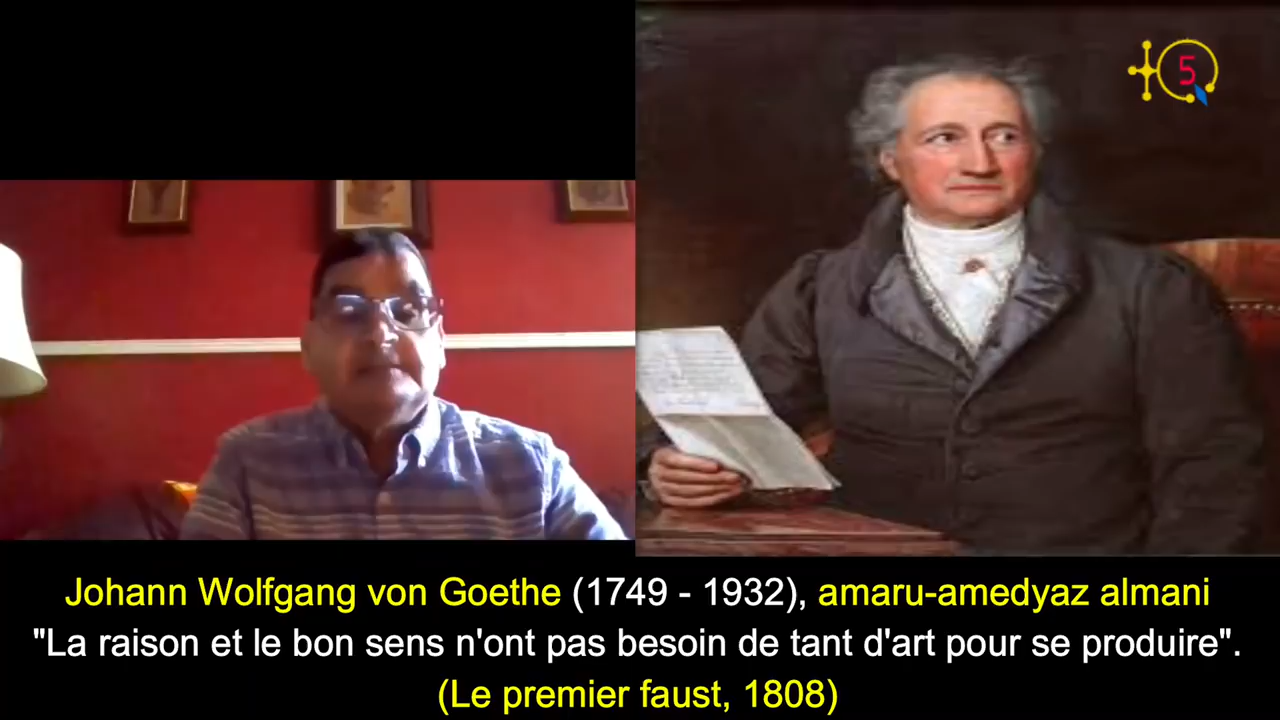 5
Johann Wolfgang von Goethe (1749 - 1932), amaru-amedyaz almani
"La raison et le bon sens n'ont pas besoin de tant d'art pour se produire".
(Le premier faust, 1808)